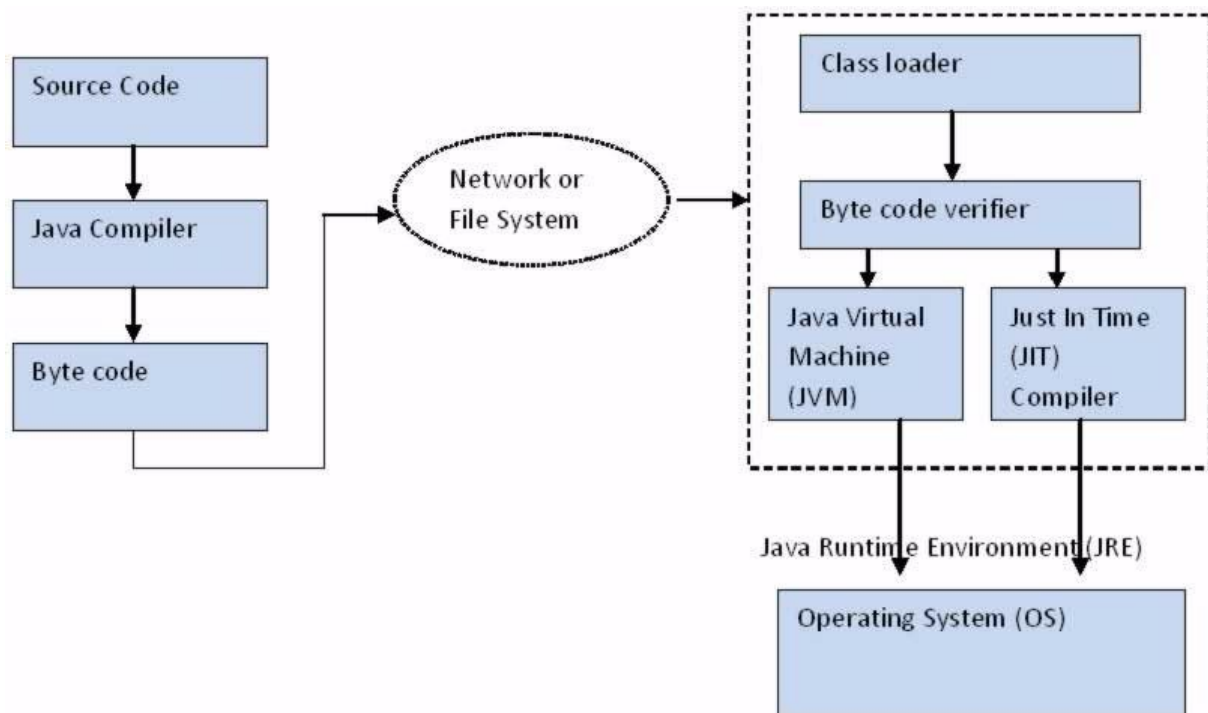 Source Code
Java Compiler
Byte code
Network or
File System
Class loader
Byte code verifier
Java Virtual
Machine
(JVM)
Just In Time
(JIT)
Compiler
Java Runtime Environment (JRE)
Operating System (OS)